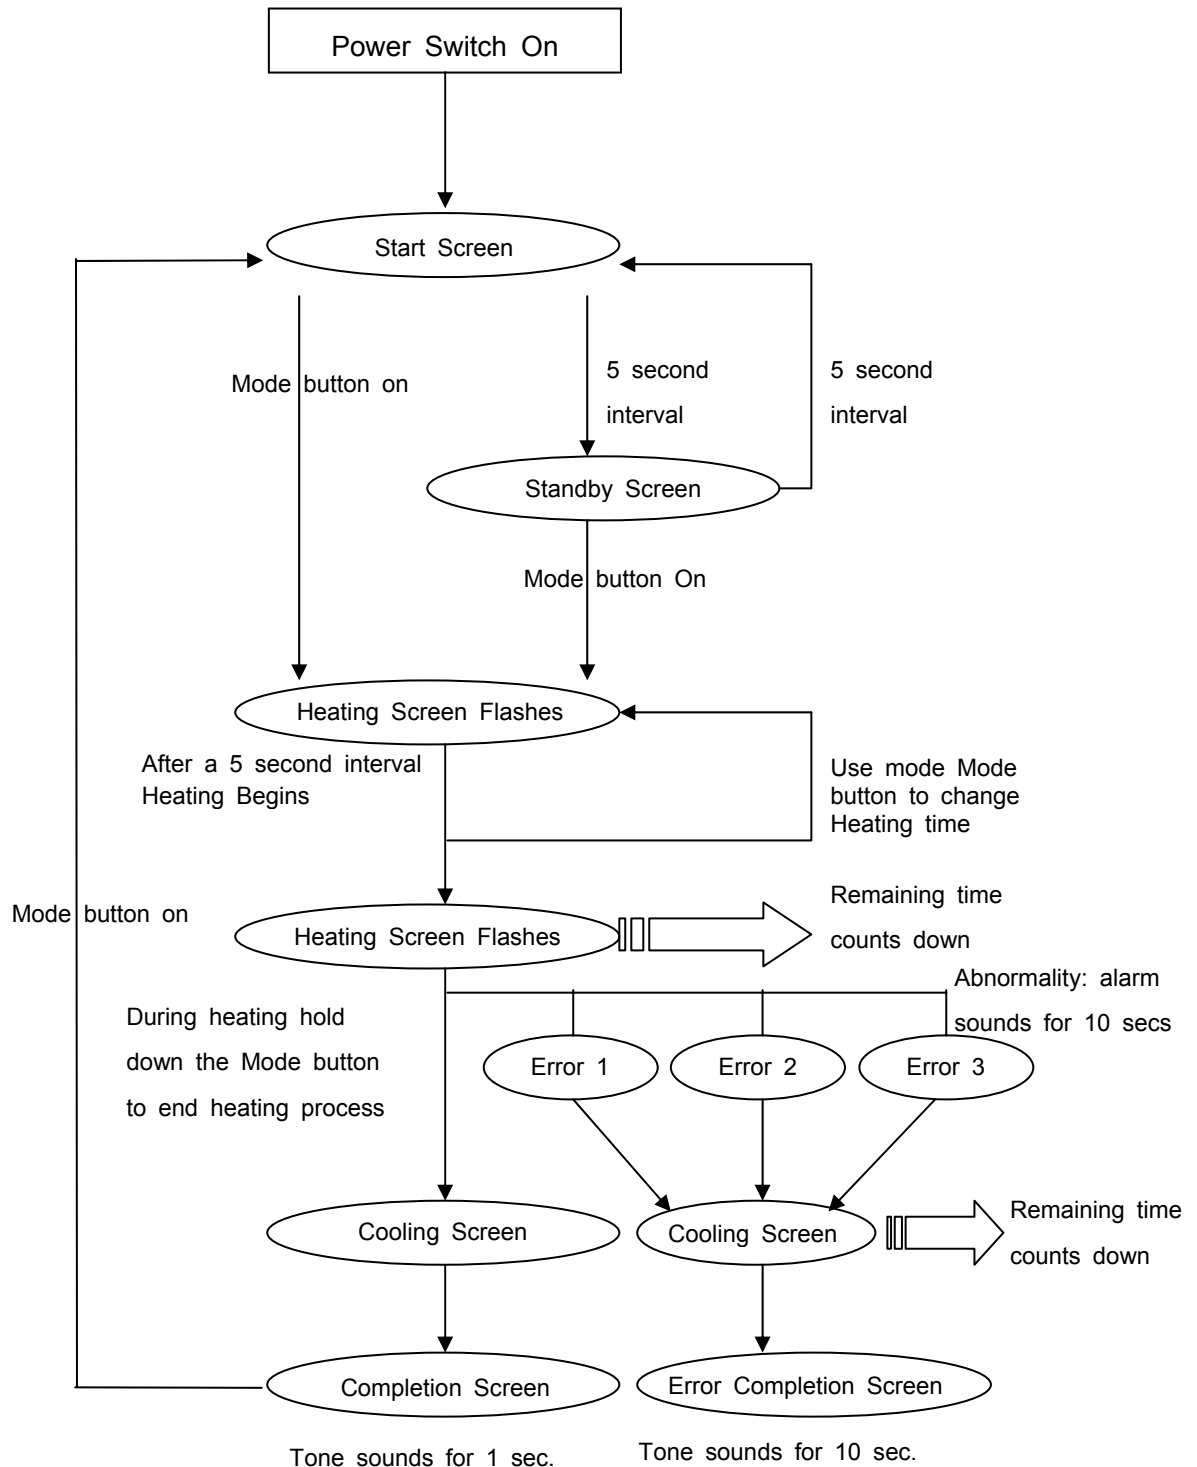 Power Switch On
Start Screen
Mode button on
5 second
interval
5 second
interval
Standby Screen
Mode button On
Heating Screen Flashes
After a 5 second interval
Heating Begins
Use mode Mode
button to change
Heating time
Mode button on
Heating Screen Flashes
Remaining time
counts down
Abnormality: alarm
sounds for 10 secs
During heating hold
down the Mode button
to end heating process
Error 1
Error 2
Error 3
Cooling Screen
Cooling Screen
Remaining time
counts down
Completion Screen
Error Completion Screen
Tone sounds for 1 sec.
Tone sounds for 10 sec.